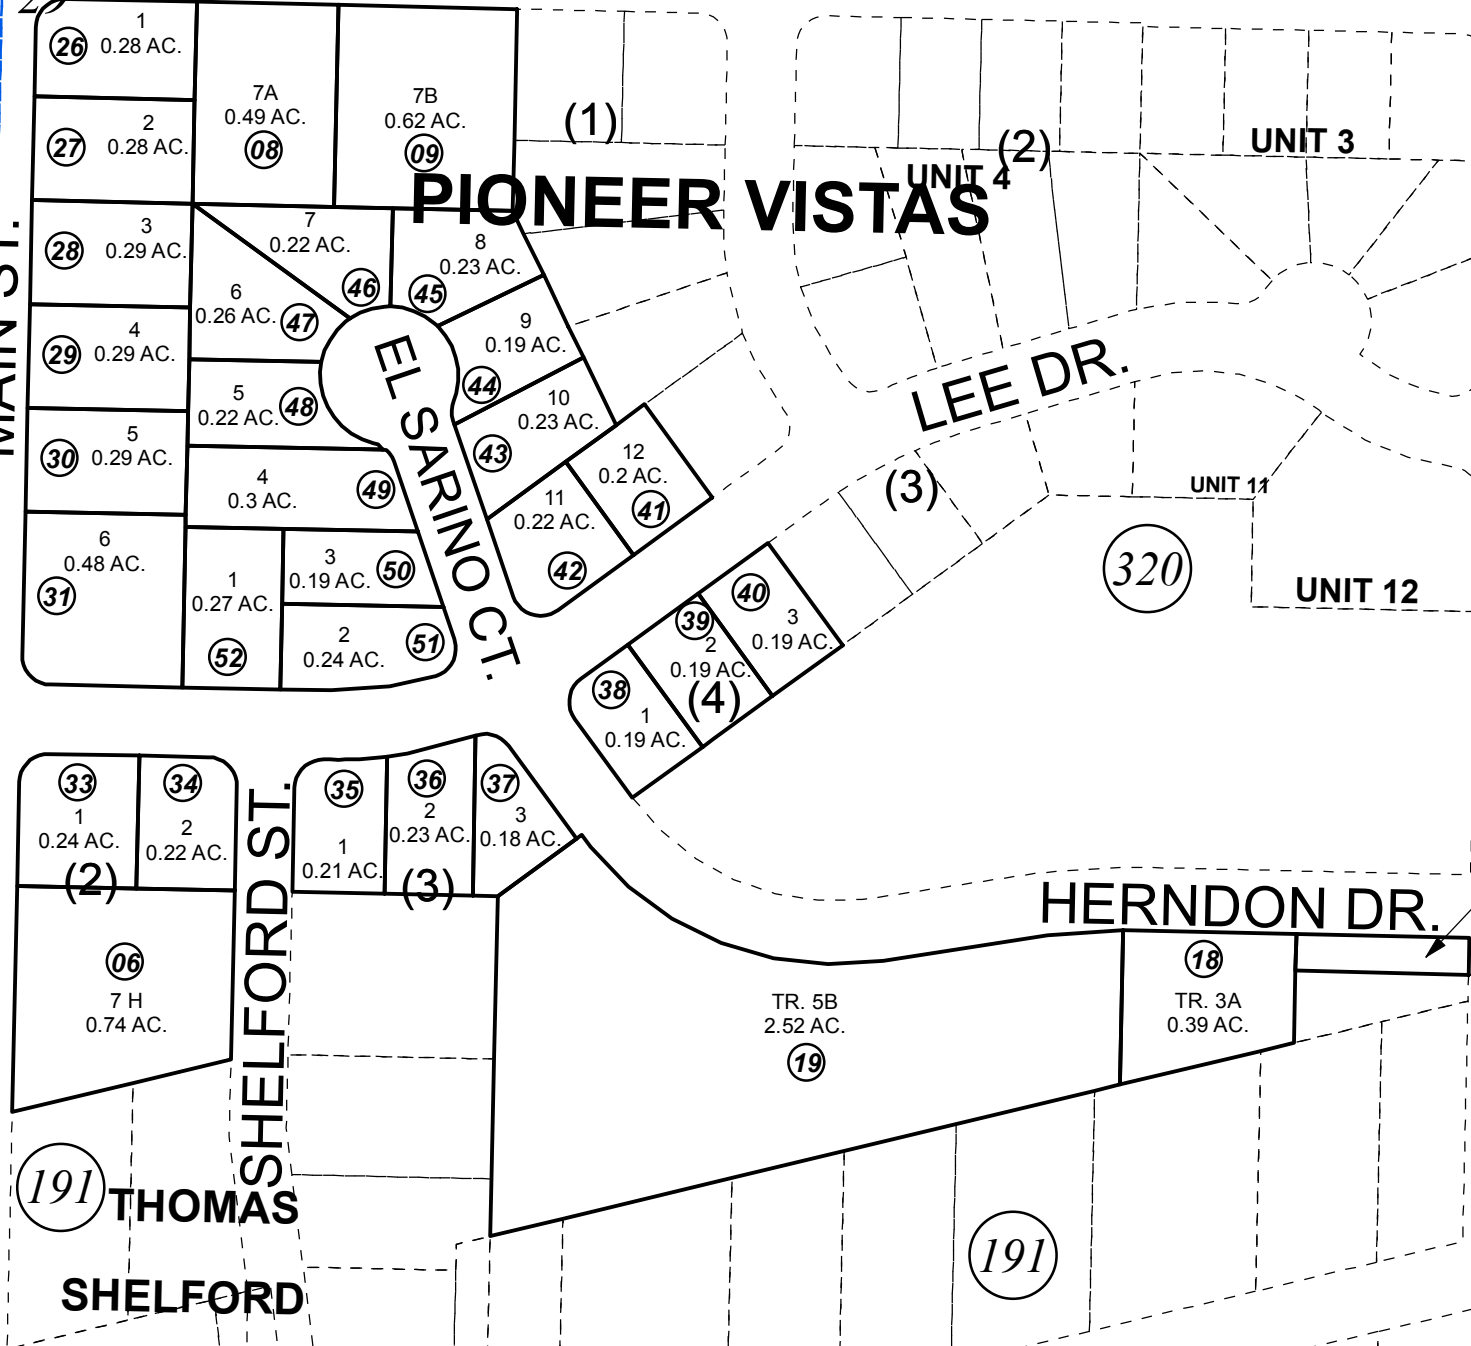 26
1
0.28 AC.
27
2
0.28 AC.
28
3
0.29 AC.
29
4
0.29 AC.
30
5
0.29 AC.
31
6
0.48 AC.
MAIN ST.
7A
0.49 AC.
08
7B
0.62 AC.
09
(1)
(2)
UNIT 3
UNIT 4
PIONEER VISTAS
7
0.22 AC.
46
8
0.23 AC.
45
6
0.26 AC.
47
9
0.19 AC.
44
5
0.22 AC.
48
10
0.23 AC.
43
4
0.3 AC.
49
11
0.22 AC.
42
12
0.2 AC.
41
EL SARINO CT.
3
0.19 AC.
50
1
0.27 AC.
52
2
0.24 AC.
51
LEE DR.
(3)
UNIT 11
320
UNIT 12
40
3
0.19 AC.
39
2
0.19 AC.
(4)
38
1
0.19 AC.
33
1
0.24 AC.
(2)
34
2
0.22 AC.
SHELFORD ST.
35
1
0.21 AC.
36
2
0.23 AC.
(3)
37
3
0.18 AC.
HERNDON DR.
06
7 H
0.74 AC.
TR. 5B
2.52 AC.
19
18
TR. 3A
0.39 AC.
191
THOMAS
SHELFORD
191